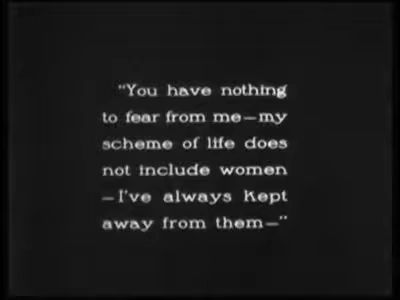 "You have nothing
to fear from me—my
scheme of life does
not include women
—I've always kept
away from them—"